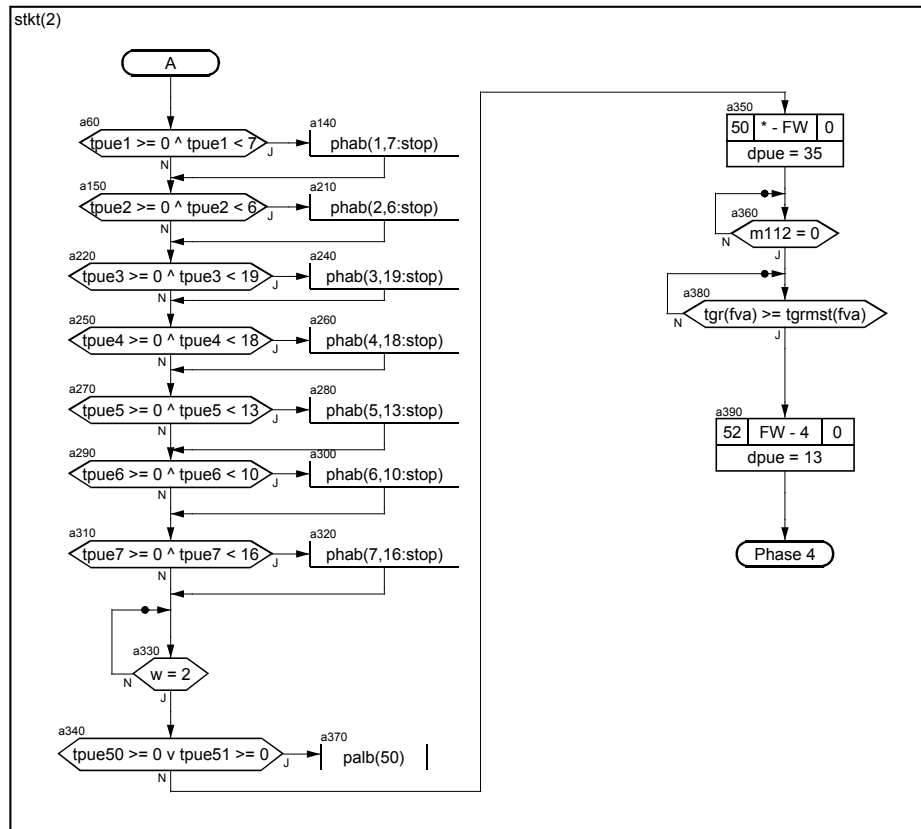 stkt(2)
A
a60
tpue1 >= 0 ^ tpue1 < 7
J
N
a140
phab(1,7:stop)
a150
tpue2 >= 0 ^ tpue2 < 6
J
N
a210
phab(2,6:stop)
a220
tpue3 >= 0 ^ tpue3 < 19
J
N
a240
phab(3,19:stop)
a250
tpue4 >= 0 ^ tpue4 < 18
J
N
a260
phab(4,18:stop)
a270
tpue5 >= 0 ^ tpue5 < 13
J
N
a280
phab(5,13:stop)
a290
tpue6 >= 0 ^ tpue6 < 10
J
N
a300
phab(6,10:stop)
a310
tpue7 >= 0 ^ tpue7 < 16
J
N
a320
phab(7,16:stop)
a330
w = 2
N
J
a340
tpue50 >= 0 v tpue51 >= 0
J
N
a370
palb(50)
a350
50 * - FW 0
dpue = 35
a360
m112 = 0
N
J
a380
tgr(fva) >= tgrmst(fva)
N
J
a390
52 FW - 4 0
dpue = 13
Phase 4